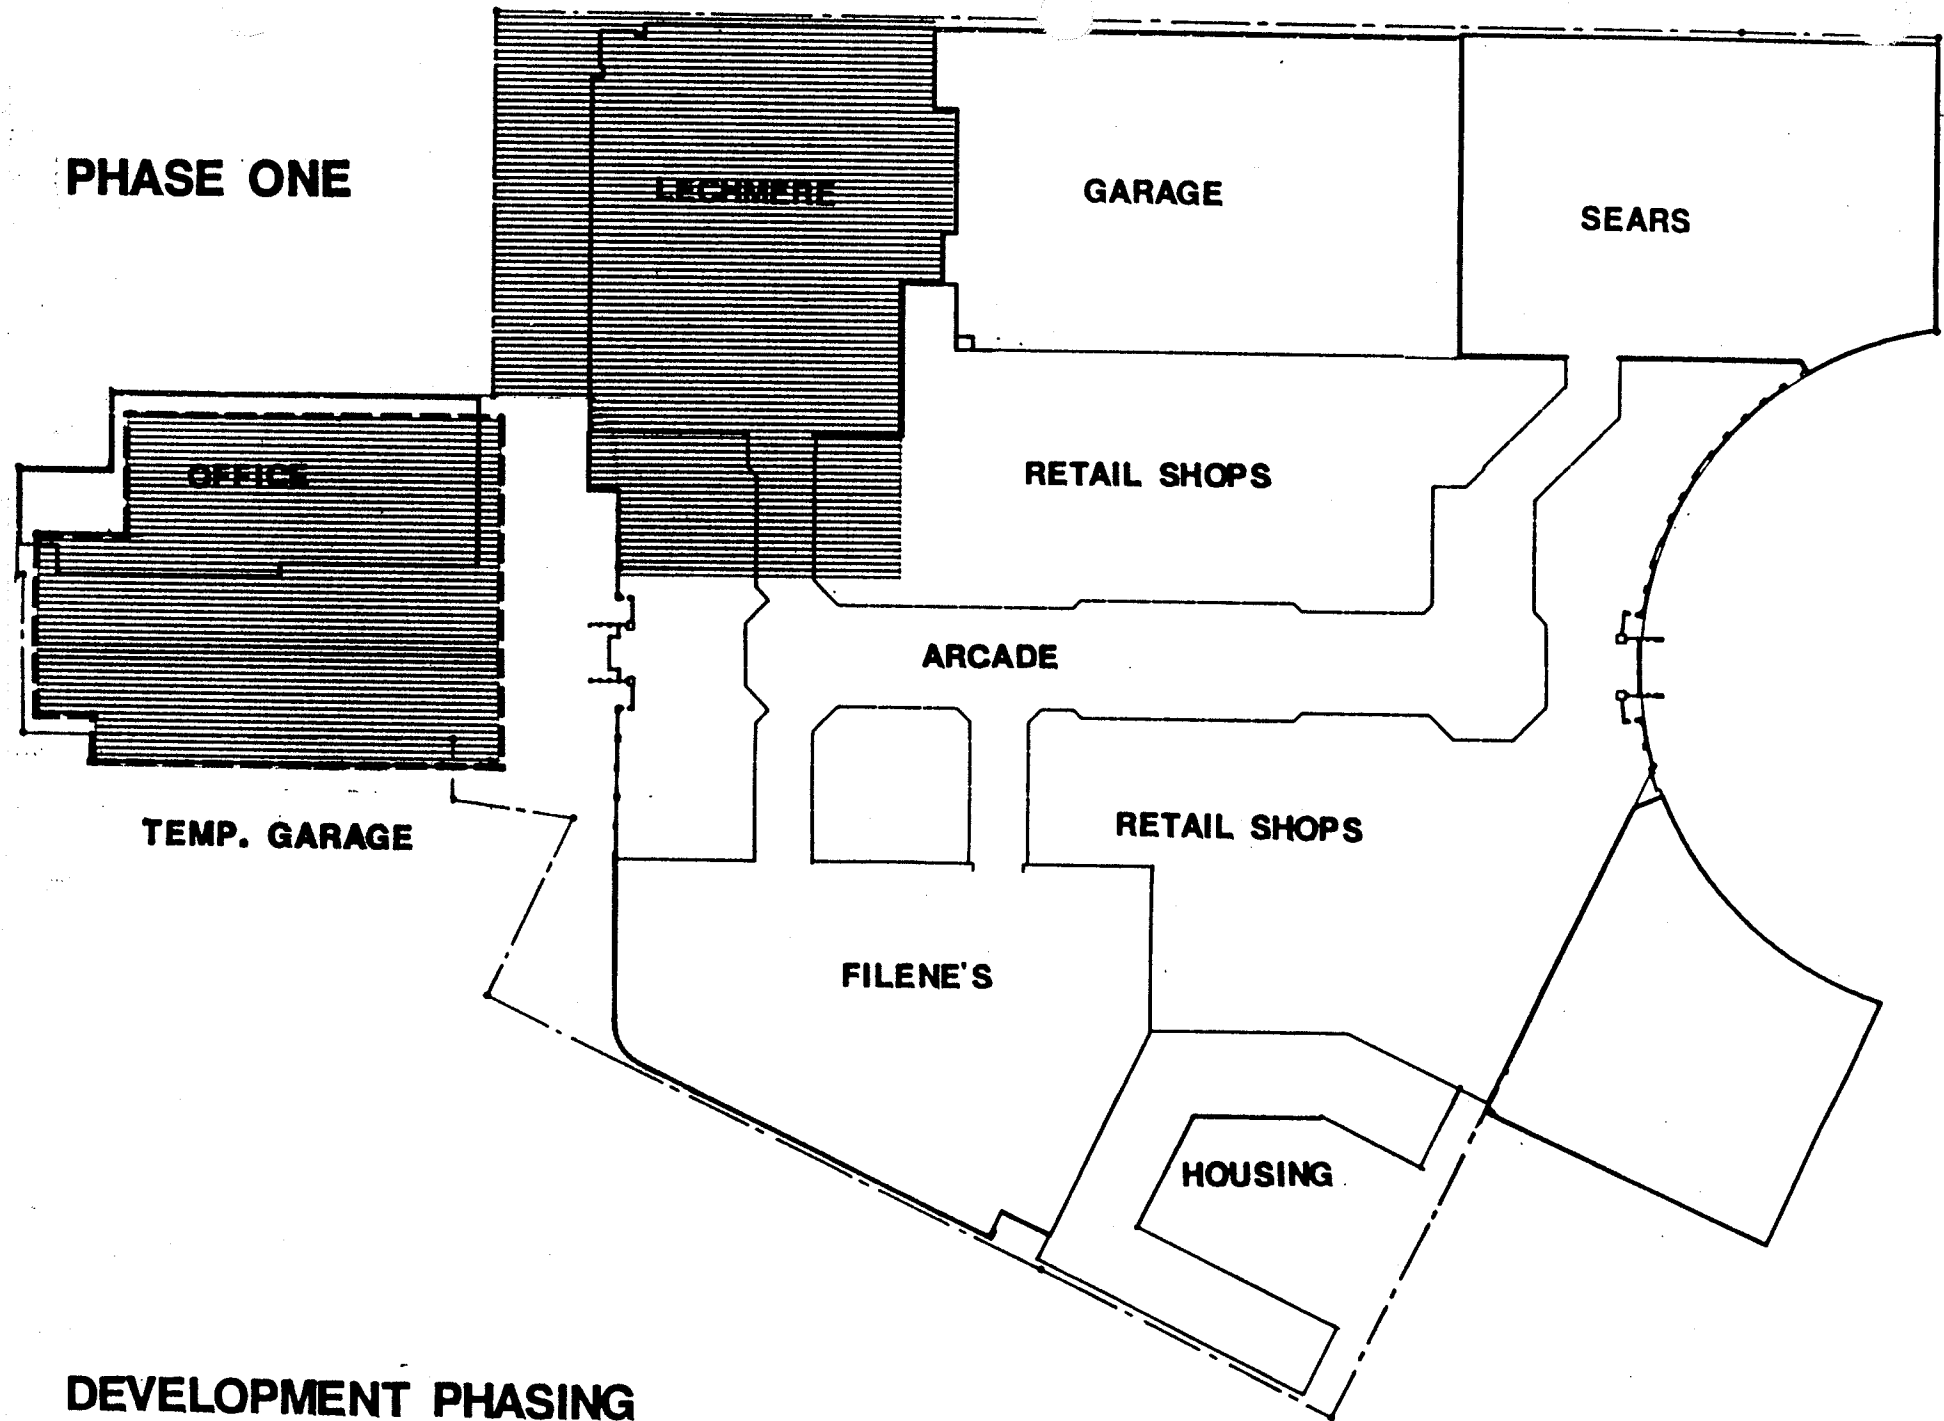 PHASE ONE
LECHMERE
GARAGE
SEARS
OFFICE
RETAIL SHOPS
ARCADE
TEMP. GARAGE
RETAIL SHOPS
FILENE'S
HOUSING
DEVELOPMENT PHASING